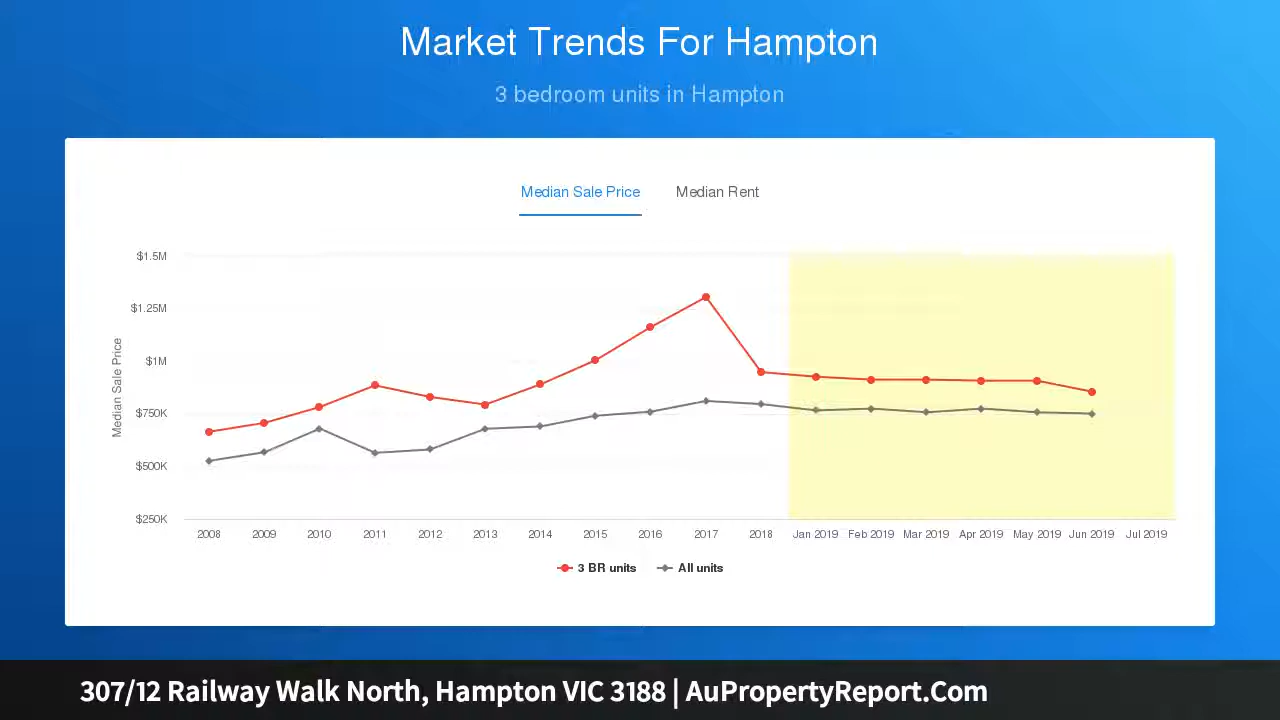 Market Trends For Hampton
3 bedroom units in Hampton
Median Sale Price Median Rent
Median Sale Price
$1.5M
$1.25M
$1M
$750K
$500K
$250K
2008 2009 2010 2011 2012 2013 2014 2015 2016 2017 2018 Jan 2019 Feb 2019 Mar 2019 Apr 2019 May 2019 Jun 2019 Jul 2019
3 BR units All units
307/12 Railway Walk North, Hampton VIC 3188 | AuPropertyReport.Com